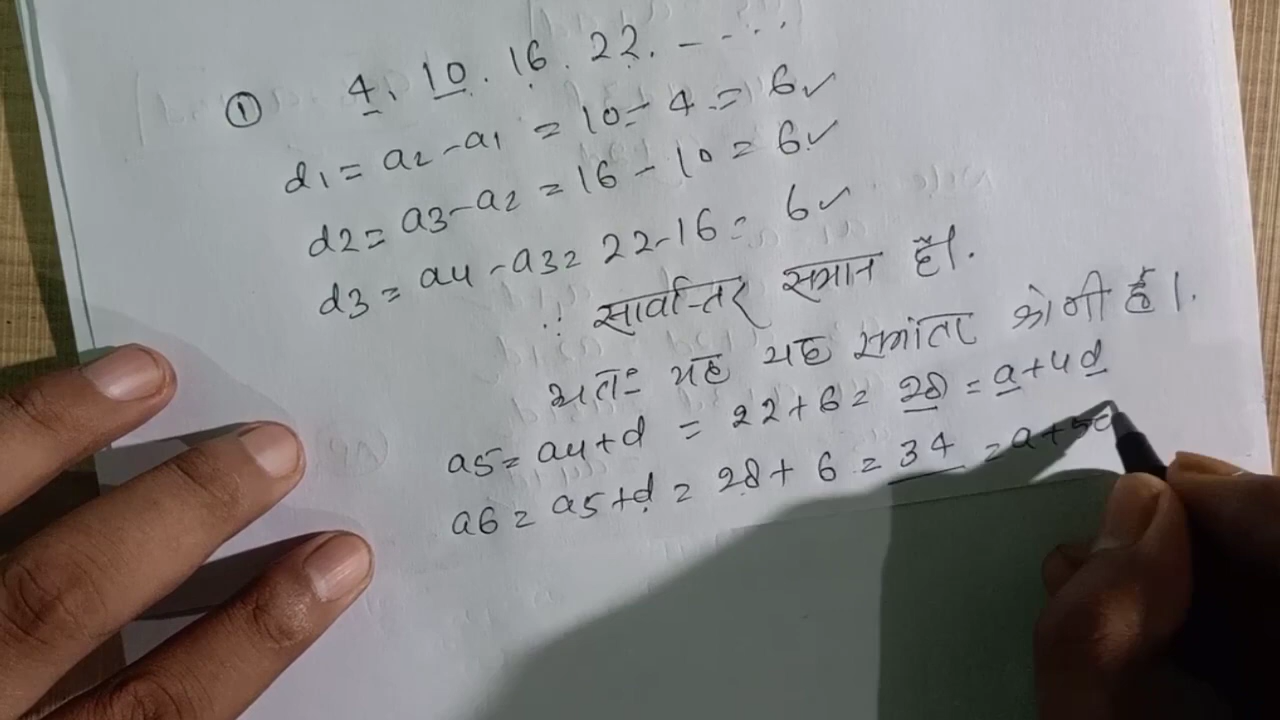 ① 4, 10. 16. 22. - - . . .
d1 = a2 - a1 = 10 - 4 = 6 ✓
d2 = a3 - a2 = 16 - 10 = 6 ✓
d3 = a4 - a3 = 22 - 16 = 6 ✓
∵ सार्वान्तर समान हैं।
अतः यह यह समांतर श्रेणी है।
a5 = a4 + d = 22 + 6 = 28 = a + 4d
a6 = a5 + d = 28 + 6 = 34 = a + 5d